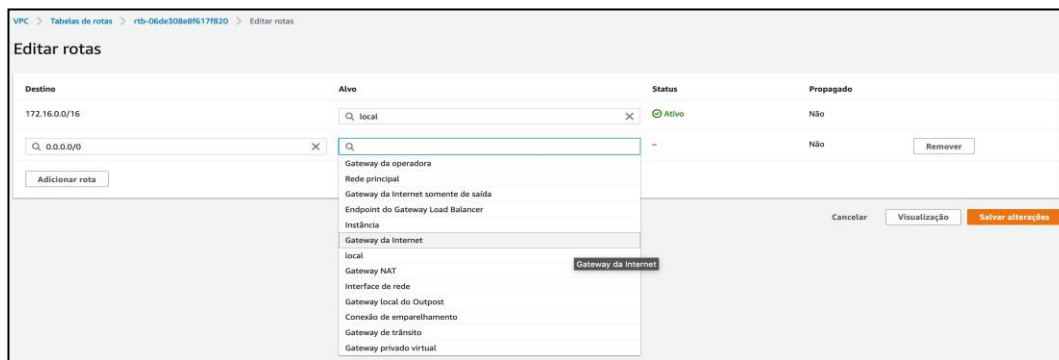 VPC > Tabelas de rotas > rtb-06de308e8f617f820 > Editar rotas
Editar rotas
Destino Alvo Status Propagado
172.16.0.0/16 local Ativo Não
0.0.0.0/0 – Não Remover
Gateway da operadora
Adicionar rota Rede principal
Gateway da Internet somente de saída
Endpoint do Gateway Load Balancer
Instância
Cancelar Visualização Salvar alterações
Gateway da Internet
local
Gateway da Internet
Gateway NAT
Interface de rede
Gateway local do Outpost
Conexão de emparelhamento
Gateway de trânsito
Gateway privado virtual